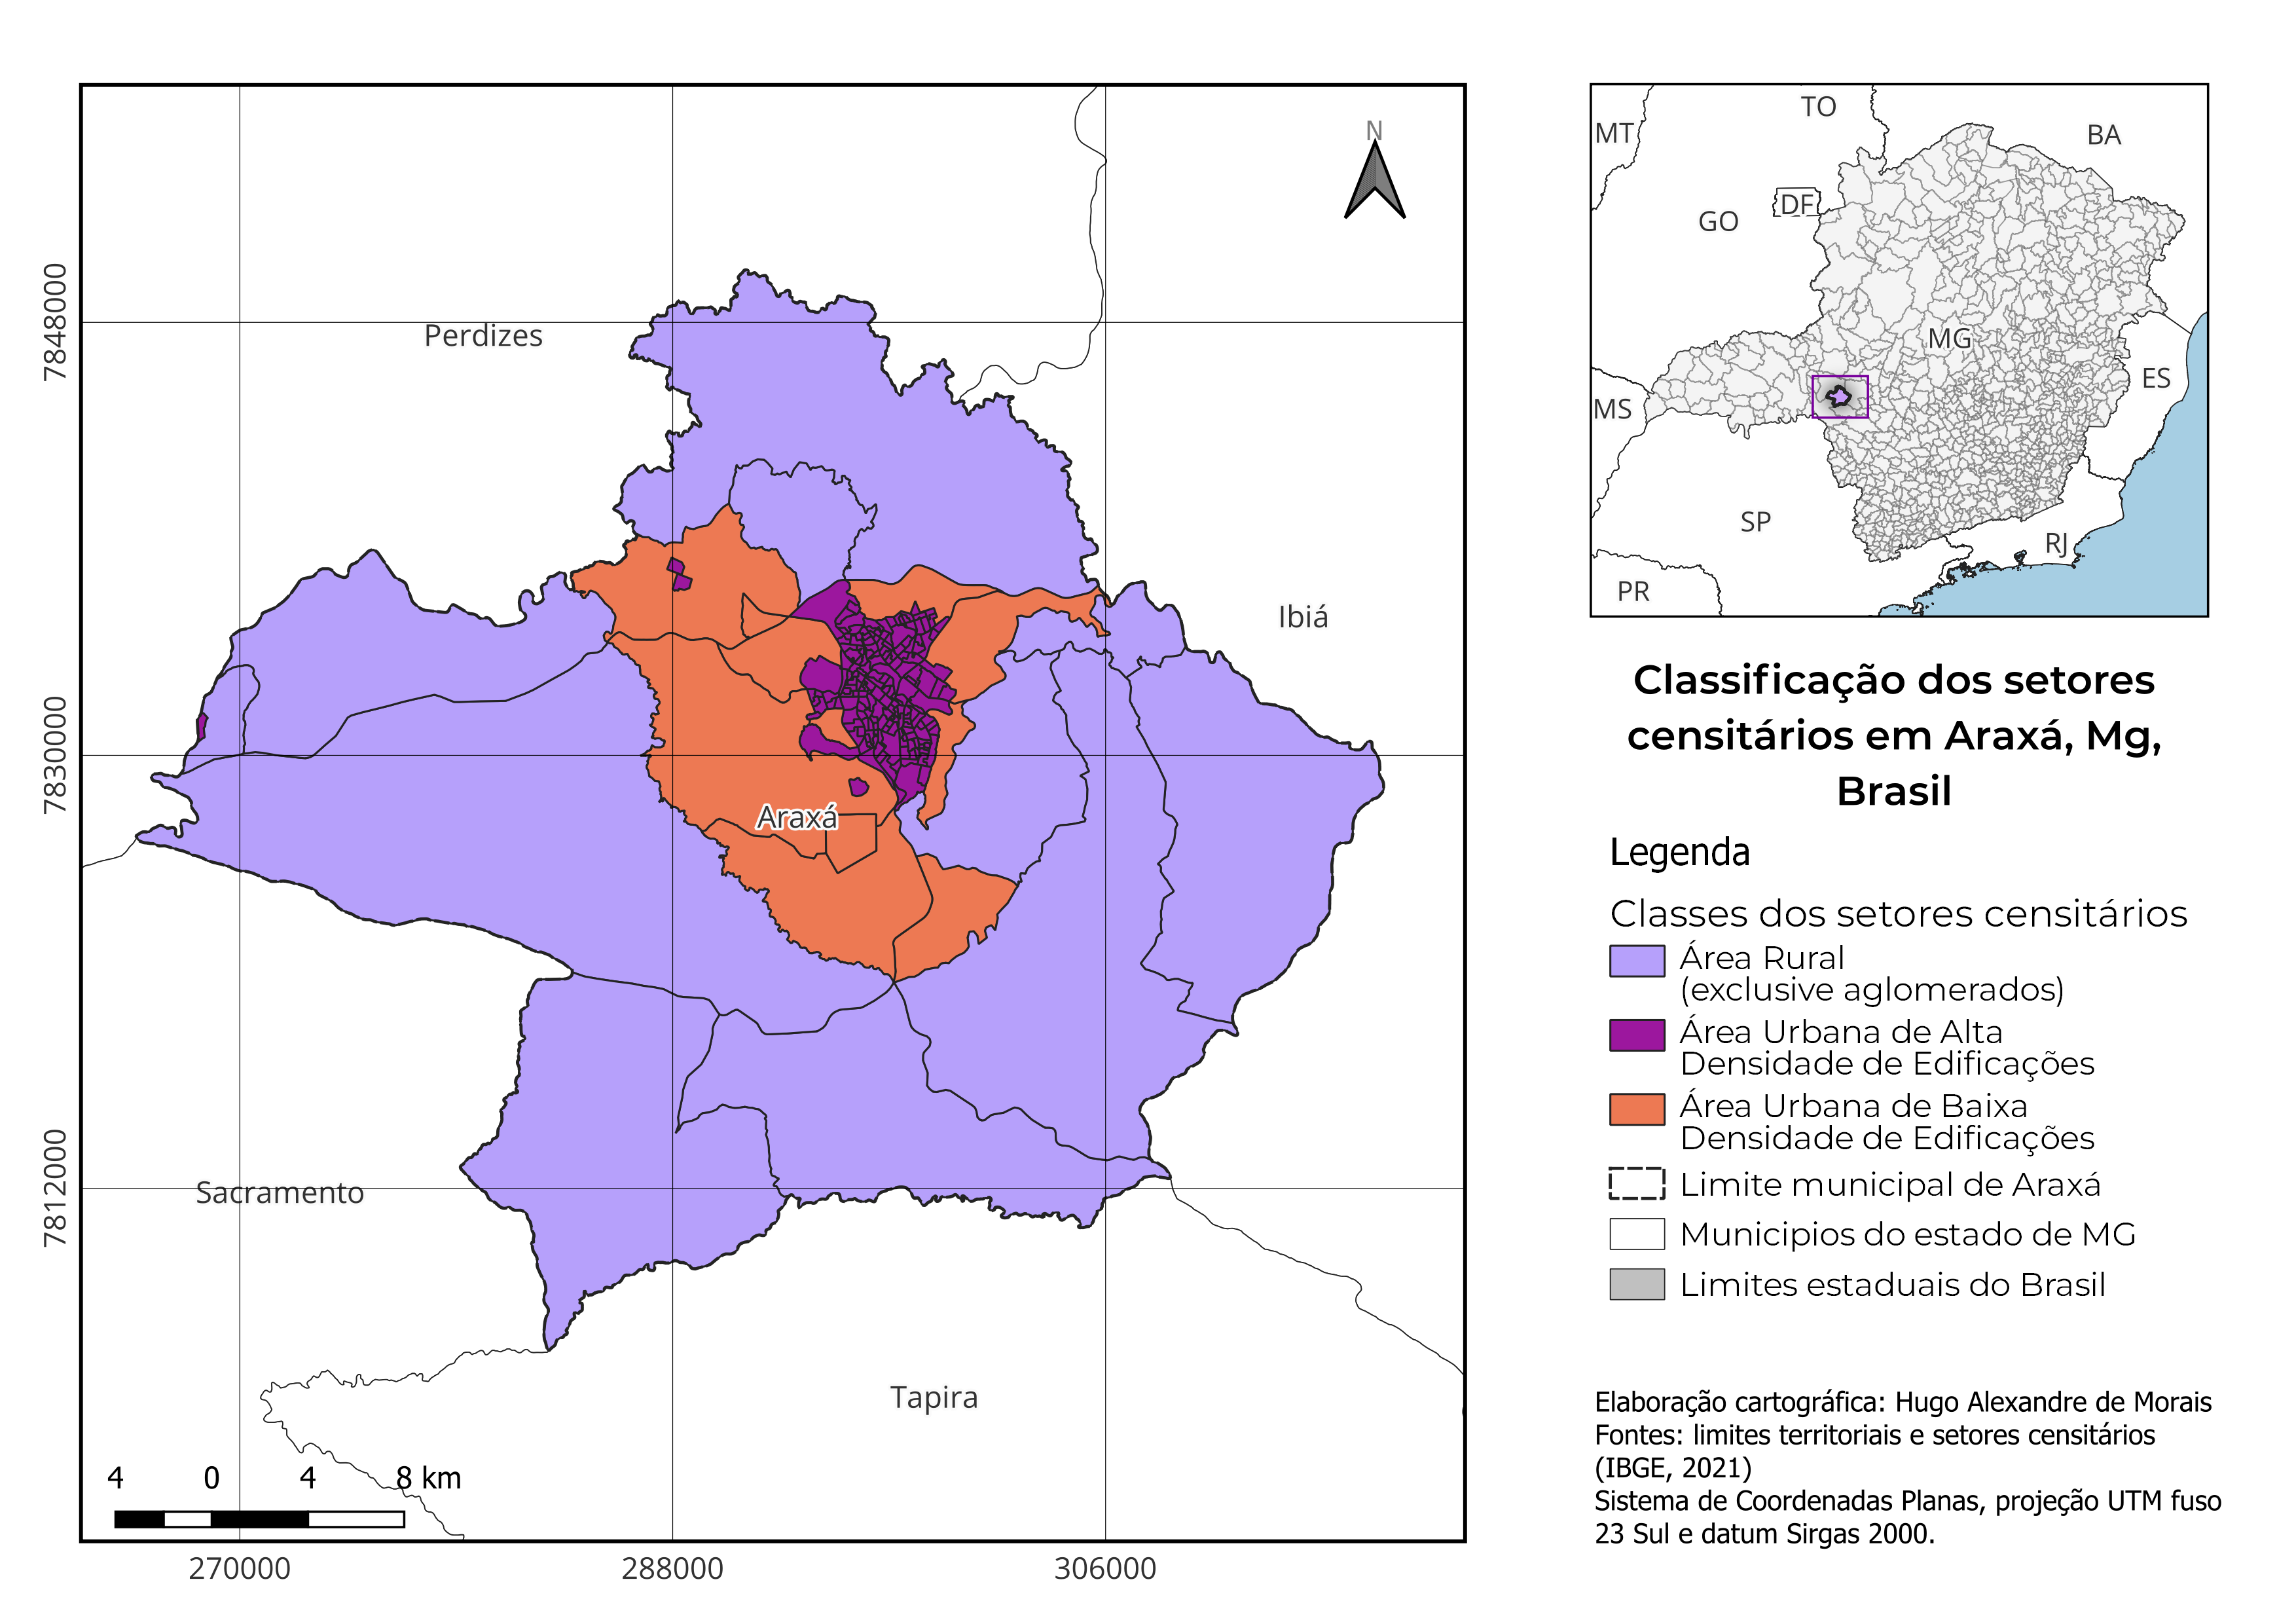 N
Perdizes
Ibiá
Araxá
Sacramento
Tapira
7848000
7830000
7812000
270000
288000
306000
4 0 4 8 km
TO
MT
BA
DF
GO
MG
ES
MS
SP
RJ
PR
Classificação dos setores
censitários em Araxá, Mg,
Brasil
Legenda
Classes dos setores censitários
Área Rural
(exclusive aglomerados)
Área Urbana de Alta
Densidade de Edificações
Área Urbana de Baixa
Densidade de Edificações
Limite municipal de Araxá
Municipios do estado de MG
Limites estaduais do Brasil
Elaboração cartográfica: Hugo Alexandre de Morais
Fontes: limites territoriais e setores censitários
(IBGE, 2021)
Sistema de Coordenadas Planas, projeção UTM fuso
23 Sul e datum Sirgas 2000.